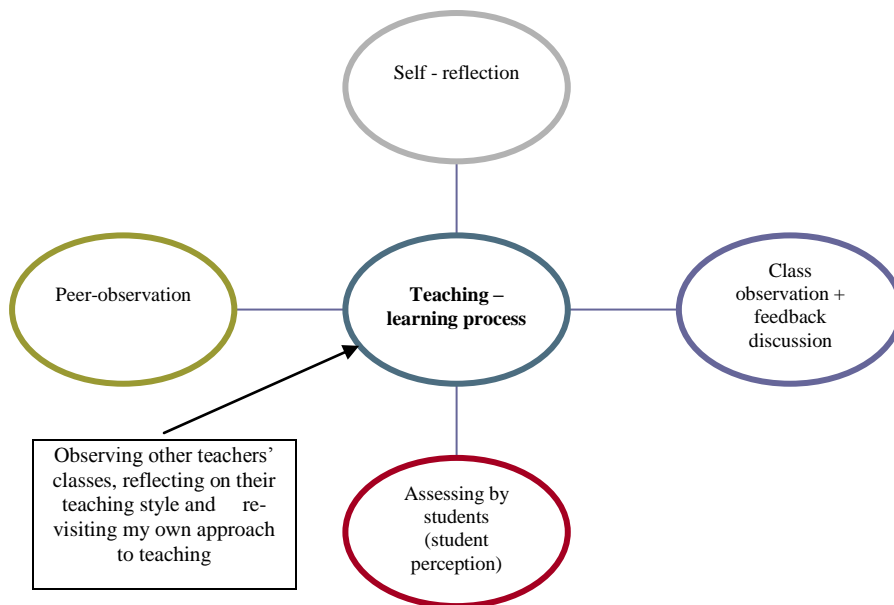 Self - reflection
Peer-observation
Teaching –
learning process
Class
observation +
feedback
discussion
Observing other teachers’
classes, reflecting on their
teaching style and re-
visiting my own approach
to teaching
Assessing by
students
(student
perception)